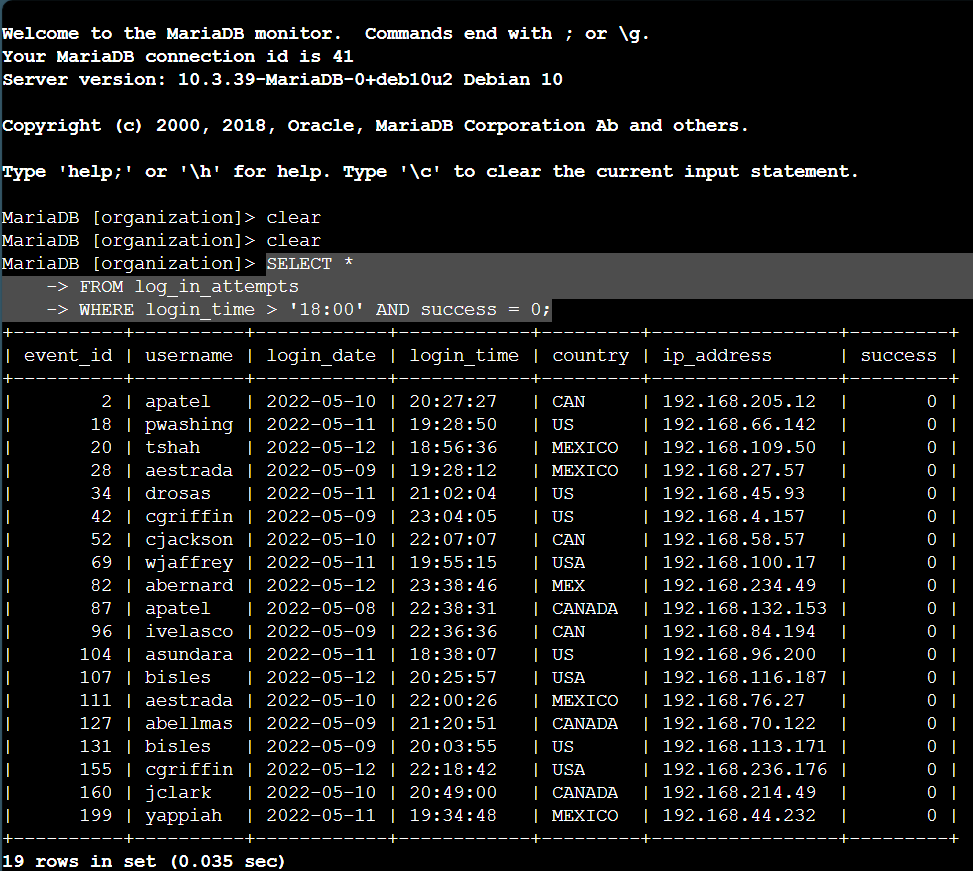 Welcome to the MariaDB monitor.  Commands end with ; or \g.
Your MariaDB connection id is 41
Server version: 10.3.39-MariaDB-0+deb10u2 Debian 10
Copyright (c) 2000, 2018, Oracle, MariaDB Corporation Ab and others.
Type 'help;' or '\h' for help. Type '\c' to clear the current input statement.
MariaDB [organization]> clear
MariaDB [organization]> clear
MariaDB [organization]> SELECT *
    -> FROM log_in_attempts
    -> WHERE login_time > '18:00' AND success = 0;
+----------+----------+------------+------------+---------+-----------------+---------+
| event_id | username | login_date | login_time | country | ip_address      | success |
+----------+----------+------------+------------+---------+-----------------+---------+
|        2 | apatel   | 2022-05-10 | 20:27:27   | CAN     | 192.168.205.12  |       0 |
|       18 | pwashing | 2022-05-11 | 19:28:50   | US      | 192.168.66.142  |       0 |
|       20 | tshah    | 2022-05-12 | 18:56:36   | MEXICO  | 192.168.109.50  |       0 |
|       28 | aestrada | 2022-05-09 | 19:28:12   | MEXICO  | 192.168.27.57   |       0 |
|       34 | drosas   | 2022-05-11 | 21:02:04   | US      | 192.168.45.93   |       0 |
|       42 | cgriffin | 2022-05-09 | 23:04:05   | US      | 192.168.4.157   |       0 |
|       52 | cjackson | 2022-05-10 | 22:07:07   | CAN     | 192.168.58.57   |       0 |
|       69 | wjaffrey | 2022-05-11 | 19:55:15   | USA     | 192.168.100.17  |       0 |
|       82 | abernard | 2022-05-12 | 23:38:46   | MEX     | 192.168.234.49  |       0 |
|       87 | apatel   | 2022-05-08 | 22:38:31   | CANADA  | 192.168.132.153 |       0 |
|       96 | ivelasco | 2022-05-09 | 22:36:36   | CAN     | 192.168.84.194  |       0 |
|      104 | asundara | 2022-05-11 | 18:38:07   | US      | 192.168.96.200  |       0 |
|      107 | bisles   | 2022-05-12 | 20:25:57   | USA     | 192.168.116.187 |       0 |
|      111 | aestrada | 2022-05-10 | 22:00:26   | MEXICO  | 192.168.76.27   |       0 |
|      127 | abellmas | 2022-05-09 | 21:20:51   | CANADA  | 192.168.70.122  |       0 |
|      131 | bisles   | 2022-05-09 | 20:03:55   | US      | 192.168.113.171 |       0 |
|      155 | cgriffin | 2022-05-12 | 22:18:42   | USA     | 192.168.236.176 |       0 |
|      160 | jclark   | 2022-05-10 | 20:49:00   | CANADA  | 192.168.214.49  |       0 |
|      199 | yappiah  | 2022-05-11 | 19:34:48   | MEXICO  | 192.168.44.232  |       0 |
+----------+----------+------------+------------+---------+-----------------+---------+
19 rows in set (0.035 sec)